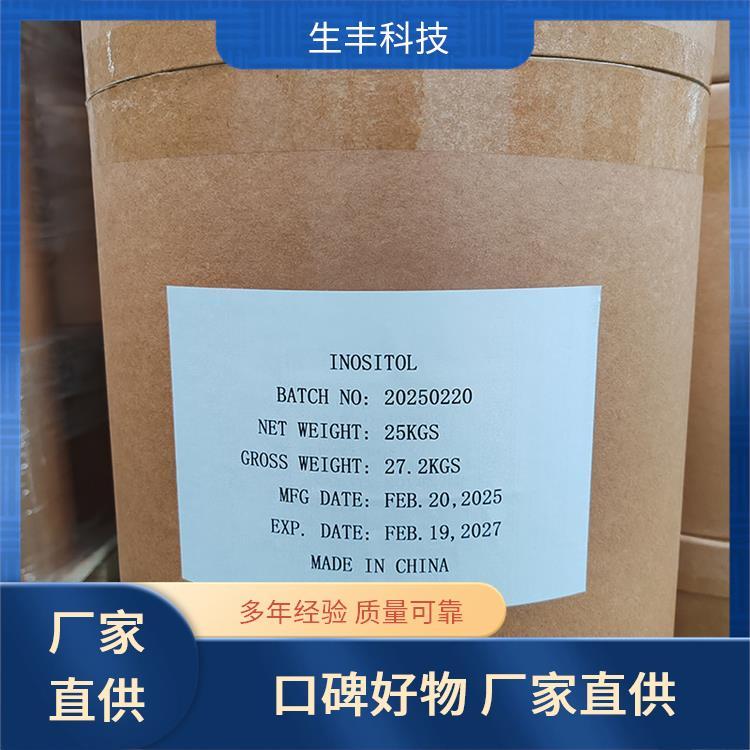 生丰科技
INOSITOL
BATCH NO: 20250220
NET WEIGHT: 25KGS
GROSS WEIGHT: 27.2KGS
MFG DATE: FEB.20,2025
EXP. DATE: FEB.19,2027
MADE IN CHINA
多年经验 质量可靠
厂家
直供
口碑好物 厂家直供